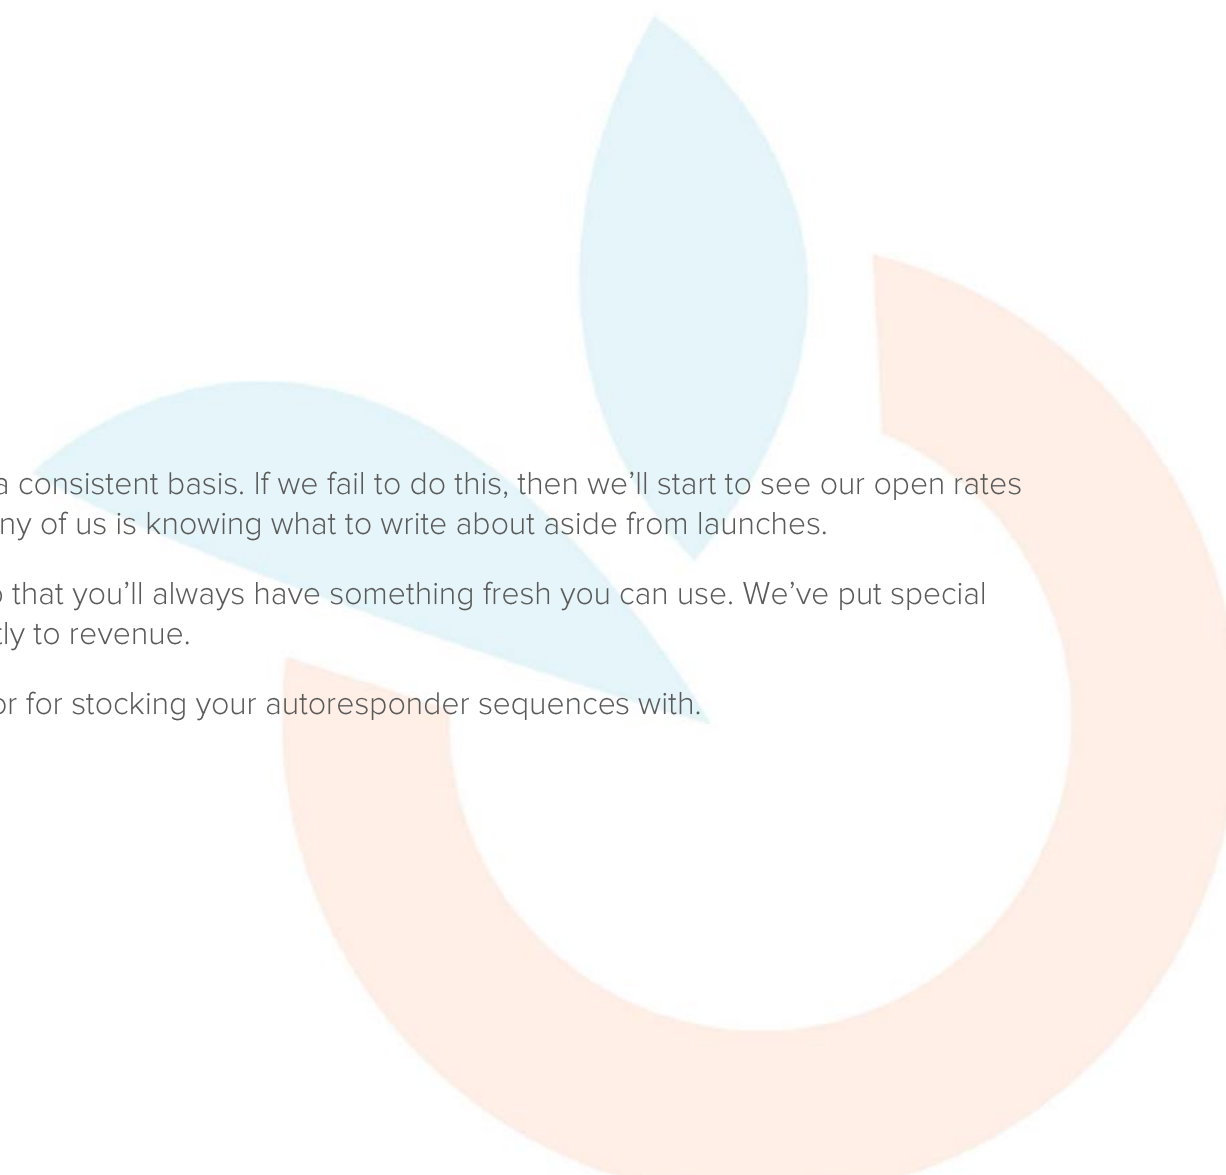 a consistent basis. If we fail to do this, then we’ll start to see our open rates
ny of us is knowing what to write about aside from launches.
that you’ll always have something fresh you can use. We’ve put special
tly to revenue.
or for stocking your autoresponder sequences with.